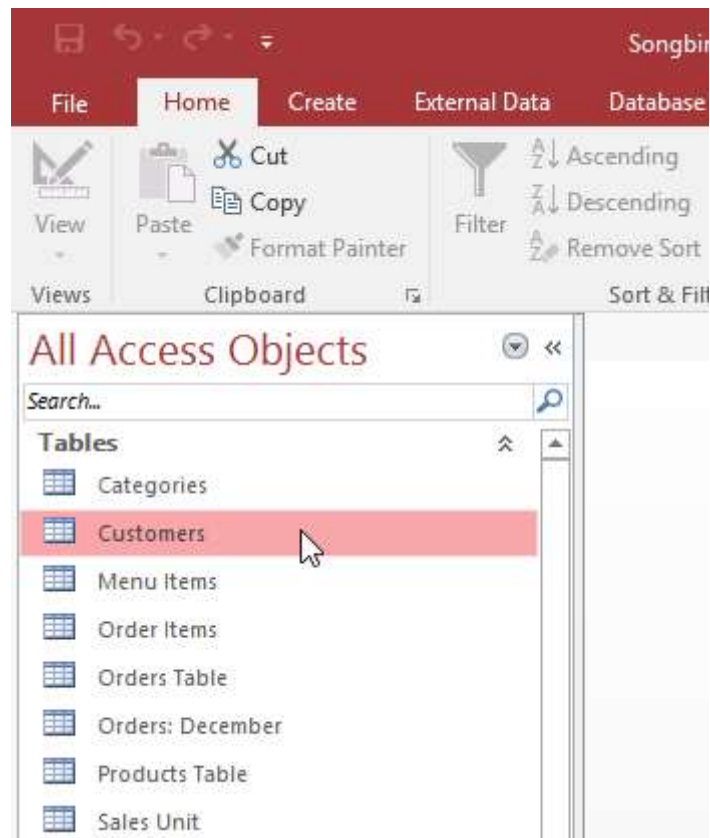 Songbir
File Home Create External Data Database
Cut
Copy
Format Painter
View
Paste
Filter
Ascending
Descending
Remove Sort
Views Clipboard Sort & Filt
All Access Objects
Search...
Tables
Categories
Customers
Menu Items
Order Items
Orders Table
Orders: December
Products Table
Sales Unit